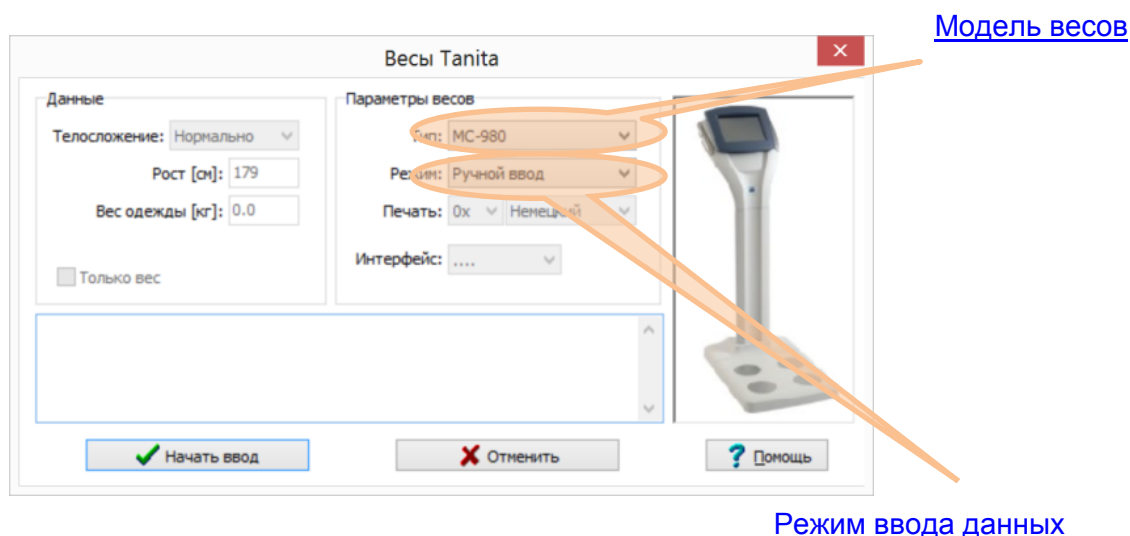 Модель весов
Весы Tanita
Данные
Параметры весов
Телосложение: Нормально
Тип: MC-980
Рост [см]: 179
Режим: Ручной ввод
Вес одежды [кг]: 0.0
Печать: 0x Немецкий
Интерфейс: ....
Только вес
Начать ввод
Отменить
? Помощь
Режим ввода данных